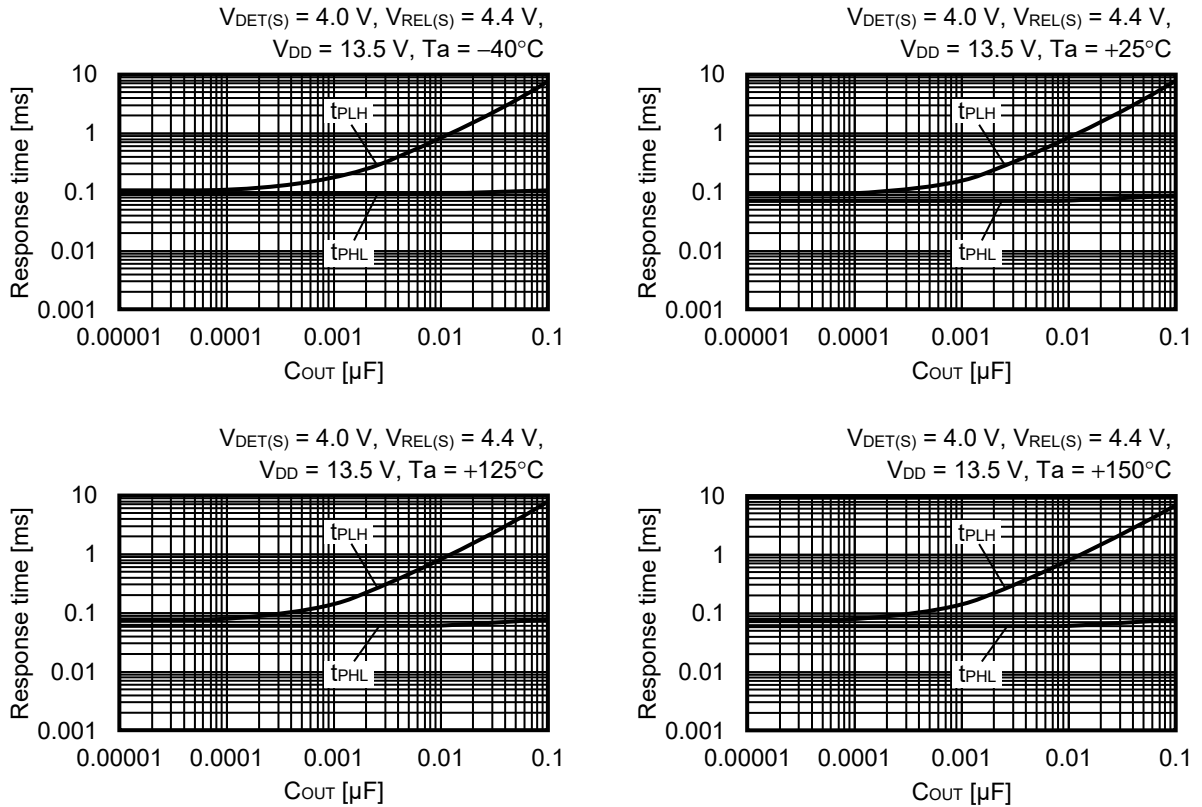 VDET(S) = 4.0 V, VREL(S) = 4.4 V,
VDD = 13.5 V, Ta = −40°C
Response time [ms]
10
1
0.1
0.01
0.001
tPLH
tPHL
0.00001 0.0001 0.001 0.01 0.1
COUT [µF]
VDET(S) = 4.0 V, VREL(S) = 4.4 V,
VDD = 13.5 V, Ta = +25°C
Response time [ms]
10
1
0.1
0.01
0.001
tPLH
tPHL
0.00001 0.0001 0.001 0.01 0.1
COUT [µF]
VDET(S) = 4.0 V, VREL(S) = 4.4 V,
VDD = 13.5 V, Ta = +125°C
Response time [ms]
10
1
0.1
0.01
0.001
tPLH
tPHL
0.00001 0.0001 0.001 0.01 0.1
COUT [µF]
VDET(S) = 4.0 V, VREL(S) = 4.4 V,
VDD = 13.5 V, Ta = +150°C
Response time [ms]
10
1
0.1
0.01
0.001
tPLH
tPHL
0.00001 0.0001 0.001 0.01 0.1
COUT [µF]